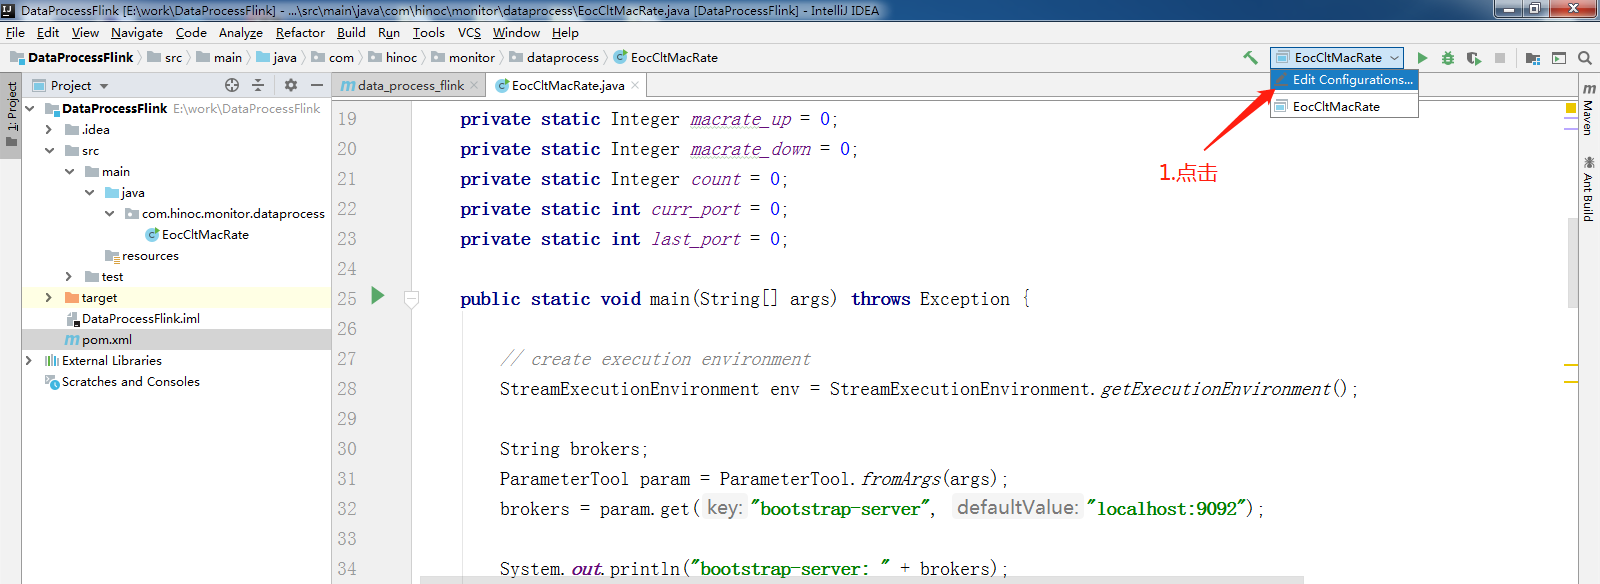 DataProcessFlink [E:\work\DataProcessFlink] - ...\src\main\java\com\hinoc\monitor\dataprocess\EocCltMacRate.java [DataProcessFlink] - IntelliJ IDEA
File Edit View Navigate Code Analyze Refactor Build Run Tools VCS Window Help
DataProcessFlink src main java com hinoc monitor dataprocess EocCltMacRate
EocCltMacRate
Edit Configurations...
EocCltMacRate
1.点击
1: Project
Project
DataProcessFlink E:\work\DataProcessFlink
.idea
src
main
java
com.hinoc.monitor.dataprocess
EocCltMacRate
resources
test
target
DataProcessFlink.iml
pom.xml
External Libraries
Scratches and Consoles
data_process_flink EocCltMacRate.java
19 private static Integer macrate_up = 0;
20 private static Integer macrate_down = 0;
21 private static Integer count = 0;
22 private static int curr_port = 0;
23 private static int last_port = 0;
24
25 public static void main(String[] args) throws Exception {
26
27 // create execution environment
28 StreamExecutionEnvironment env = StreamExecutionEnvironment.getExecutionEnvironment();
29
30 String brokers;
31 ParameterTool param = ParameterTool.fromArgs(args);
32 brokers = param.get( key: "bootstrap-server", defaultValue: "localhost:9092");
33
34 System.out.println("bootstrap-server: " + brokers);
Maven
Ant Build